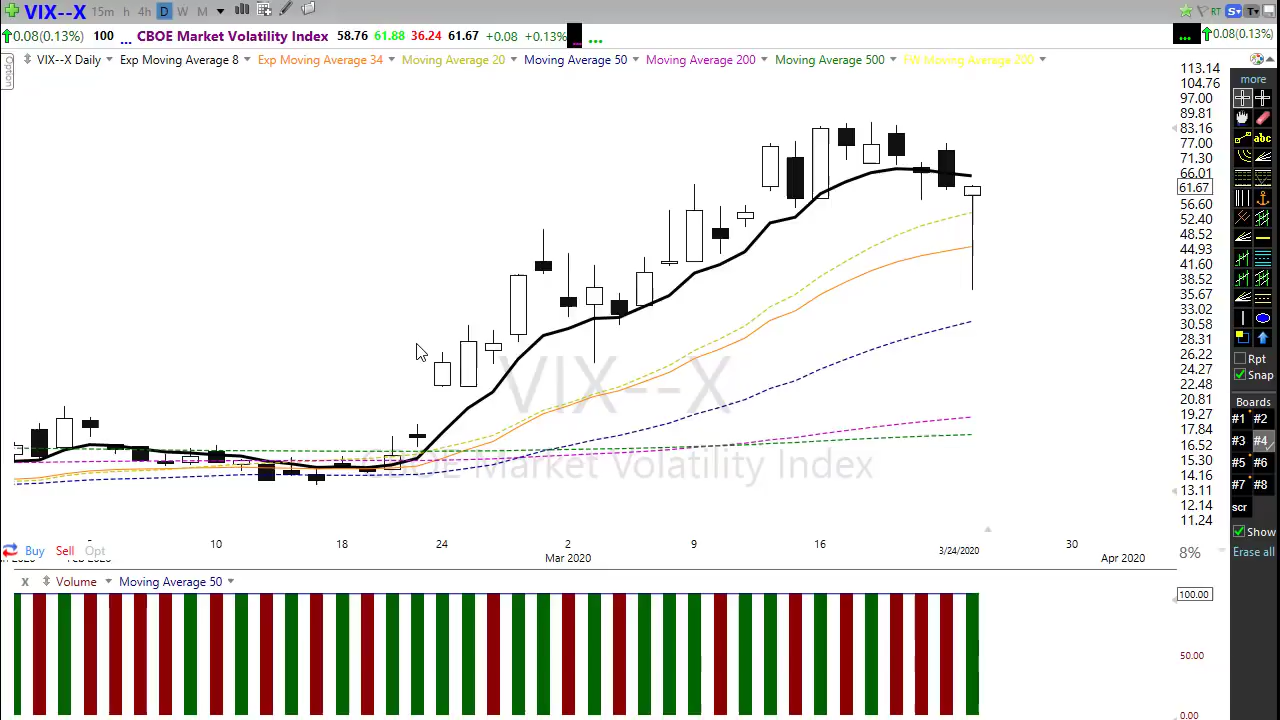 VIX--X 15m h 4h D W M S T
0.08(0.13%) 100 ... CBOE Market Volatility Index 58.76 61.88 36.24 61.67 +0.08 +0.13% ... ... 0.08(0.13%)
RT
Option
VIX--X Daily Exp Moving Average 8 Exp Moving Average 34 Moving Average 20 Moving Average 50 Moving Average 200 Moving Average 500 FW Moving Average 200
113.14
104.76
97.00
89.81
83.16
77.00
71.30
66.01
61.67
56.60
52.40
48.52
44.93
41.60
38.52
35.67
33.02
30.58
28.31
26.22
24.27
22.48
20.81
19.27
17.84
16.52
15.30
14.16
13.11
12.14
11.24
VIX--X
CBOE Market Volatility Index
10 18 24 2 9 16 3/24/2020 30
Mar 2020 Apr 2020
Buy Sell Opt
8%
X Volume Moving Average 50
100.00
50.00
0.00
more
abc
Rpt
Snap
Boards
#1 #2
#3 #4
#5 #6
#7 #8
scr
Show
Erase all